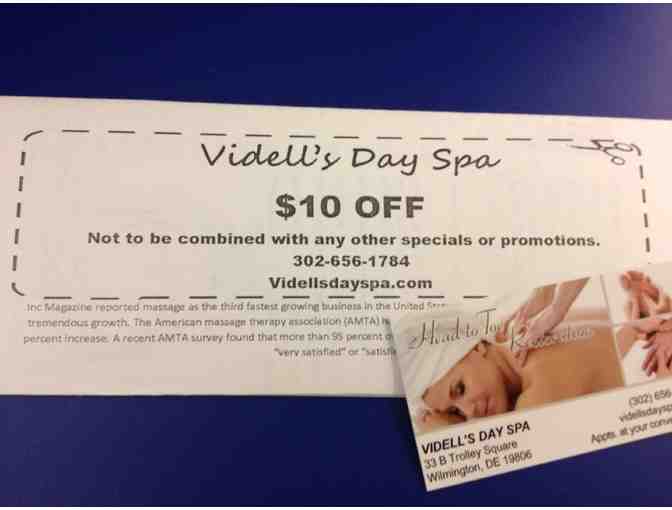 Videll's Day Spa
$10 OFF
Not to be combined with any other specials or promotions.
302-656-1784
Videllsdayspa.com
Inc Magazine reported massage as the third fastest growing business in the United
tremendous growth. The American massage therapy association (AMTA)
percent increase. A recent AMTA survey found that more than 95 percent
"very satisfied" or
Head to Toe
VIDELL'S DAY SPA
33 B Trolley Square
Wilmington, DE 19806
(302) 656
Appts. at your